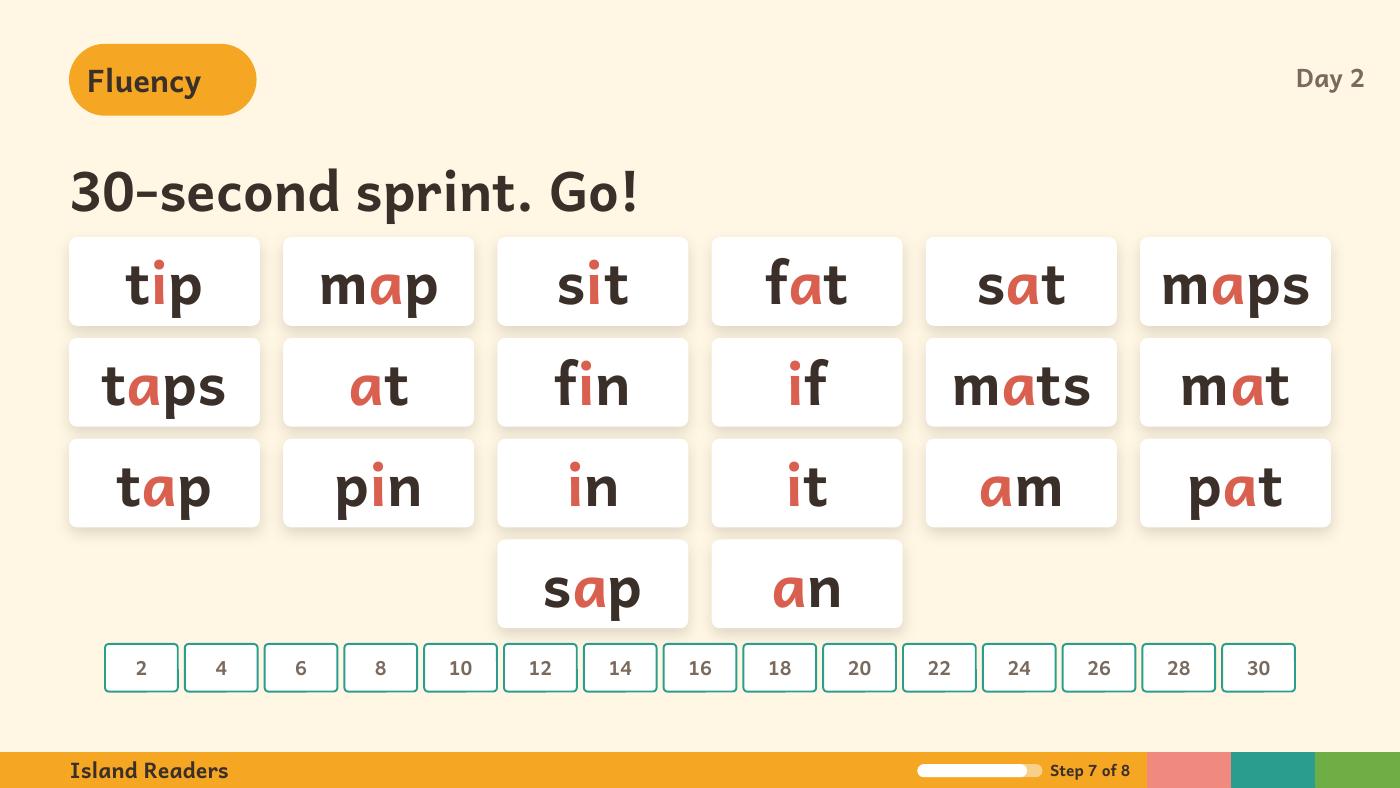 Fluency
Day 2
30-second sprint. Go!
tip map sit fat sat maps
taps at fin if mats mat
tap pin in it am pat
sap an
2 4 6 8 10 12 14 16 18 20 22 24 26 28 30
Island Readers
Step 7 of 8